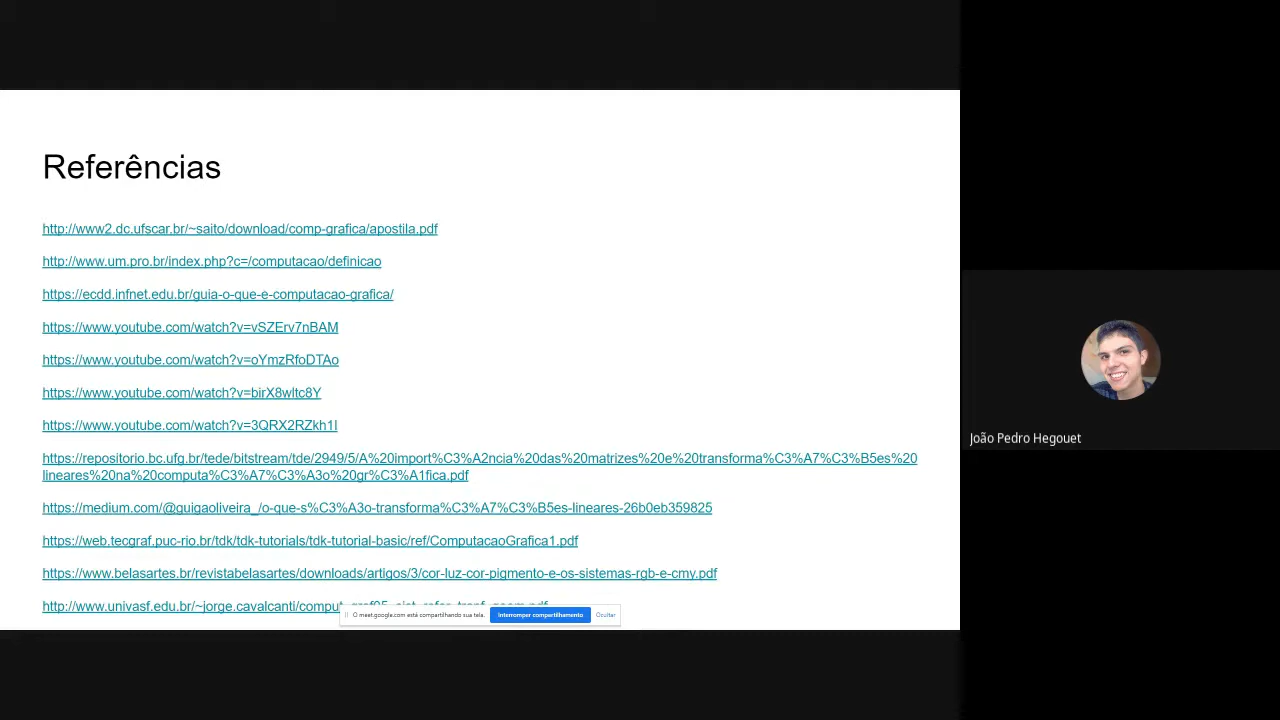 Referências
http://www2.dc.ufscar.br/~saito/download/comp-grafica/apostila.pdf
http://www.um.pro.br/index.php?c=/computacao/definicao
https://ecdd.infnet.edu.br/guia-o-que-e-computacao-grafica/
https://www.youtube.com/watch?v=vSZErv7nBAM
https://www.youtube.com/watch?v=oYmzRfoDTAo
https://www.youtube.com/watch?v=birX8wltc8Y
https://www.youtube.com/watch?v=3QRX2RZkh1I
https://repositorio.bc.ufg.br/tede/bitstream/tde/2949/5/A%20import%C3%A2ncia%20das%20matrizes%20e%20transforma%C3%A7%C3%B5es%20
lineares%20na%20computa%C3%A7%C3%A3o%20gr%C3%A1fica.pdf
https://medium.com/@guigaoliveira_/o-que-s%C3%A3o-transforma%C3%A7%C3%B5es-lineares-26b0eb359825
https://web.tecgraf.puc-rio.br/tdk/tdk-tutorials/tdk-tutorial-basic/ref/ComputacaoGrafica1.pdf
https://www.belasartes.br/revistabelasartes/downloads/artigos/3/cor-luz-cor-pigmento-e-os-sistemas-rgb-e-cmy.pdf
http://www.univasf.edu.br/~jorge.cavalcanti/comput
O meet.google.com está compartilhando sua tela.
Interromper compartilhamento
Ocultar
João Pedro Hegouet